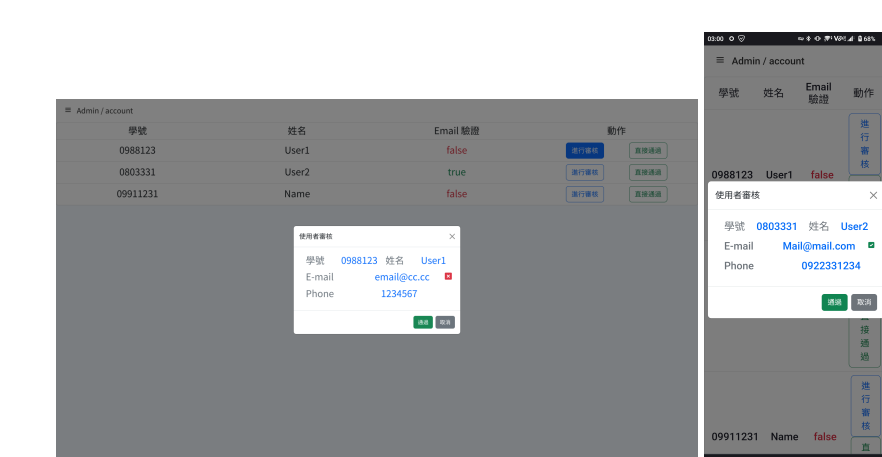 Admin / account
學號 姓名 Email 驗證 動作
0988123 User1 false 進行審核 直接通過
0803331 User2 true 進行審核 直接通過
09911231 Name false 進行審核 直接通過
使用者審核
學號 0988123 姓名 User1
E-mail email@cc.cc
Phone 1234567
通過 取消
03:00 68%
Admin / account
學號 姓名 Email 驗證 動作
進行審核
0988123 User1 false
使用者審核
學號 0803331 姓名 User2
E-mail Mail@mail.com
Phone 0922331234
通過 取消
接通過
進行審核
09911231 Name false
直